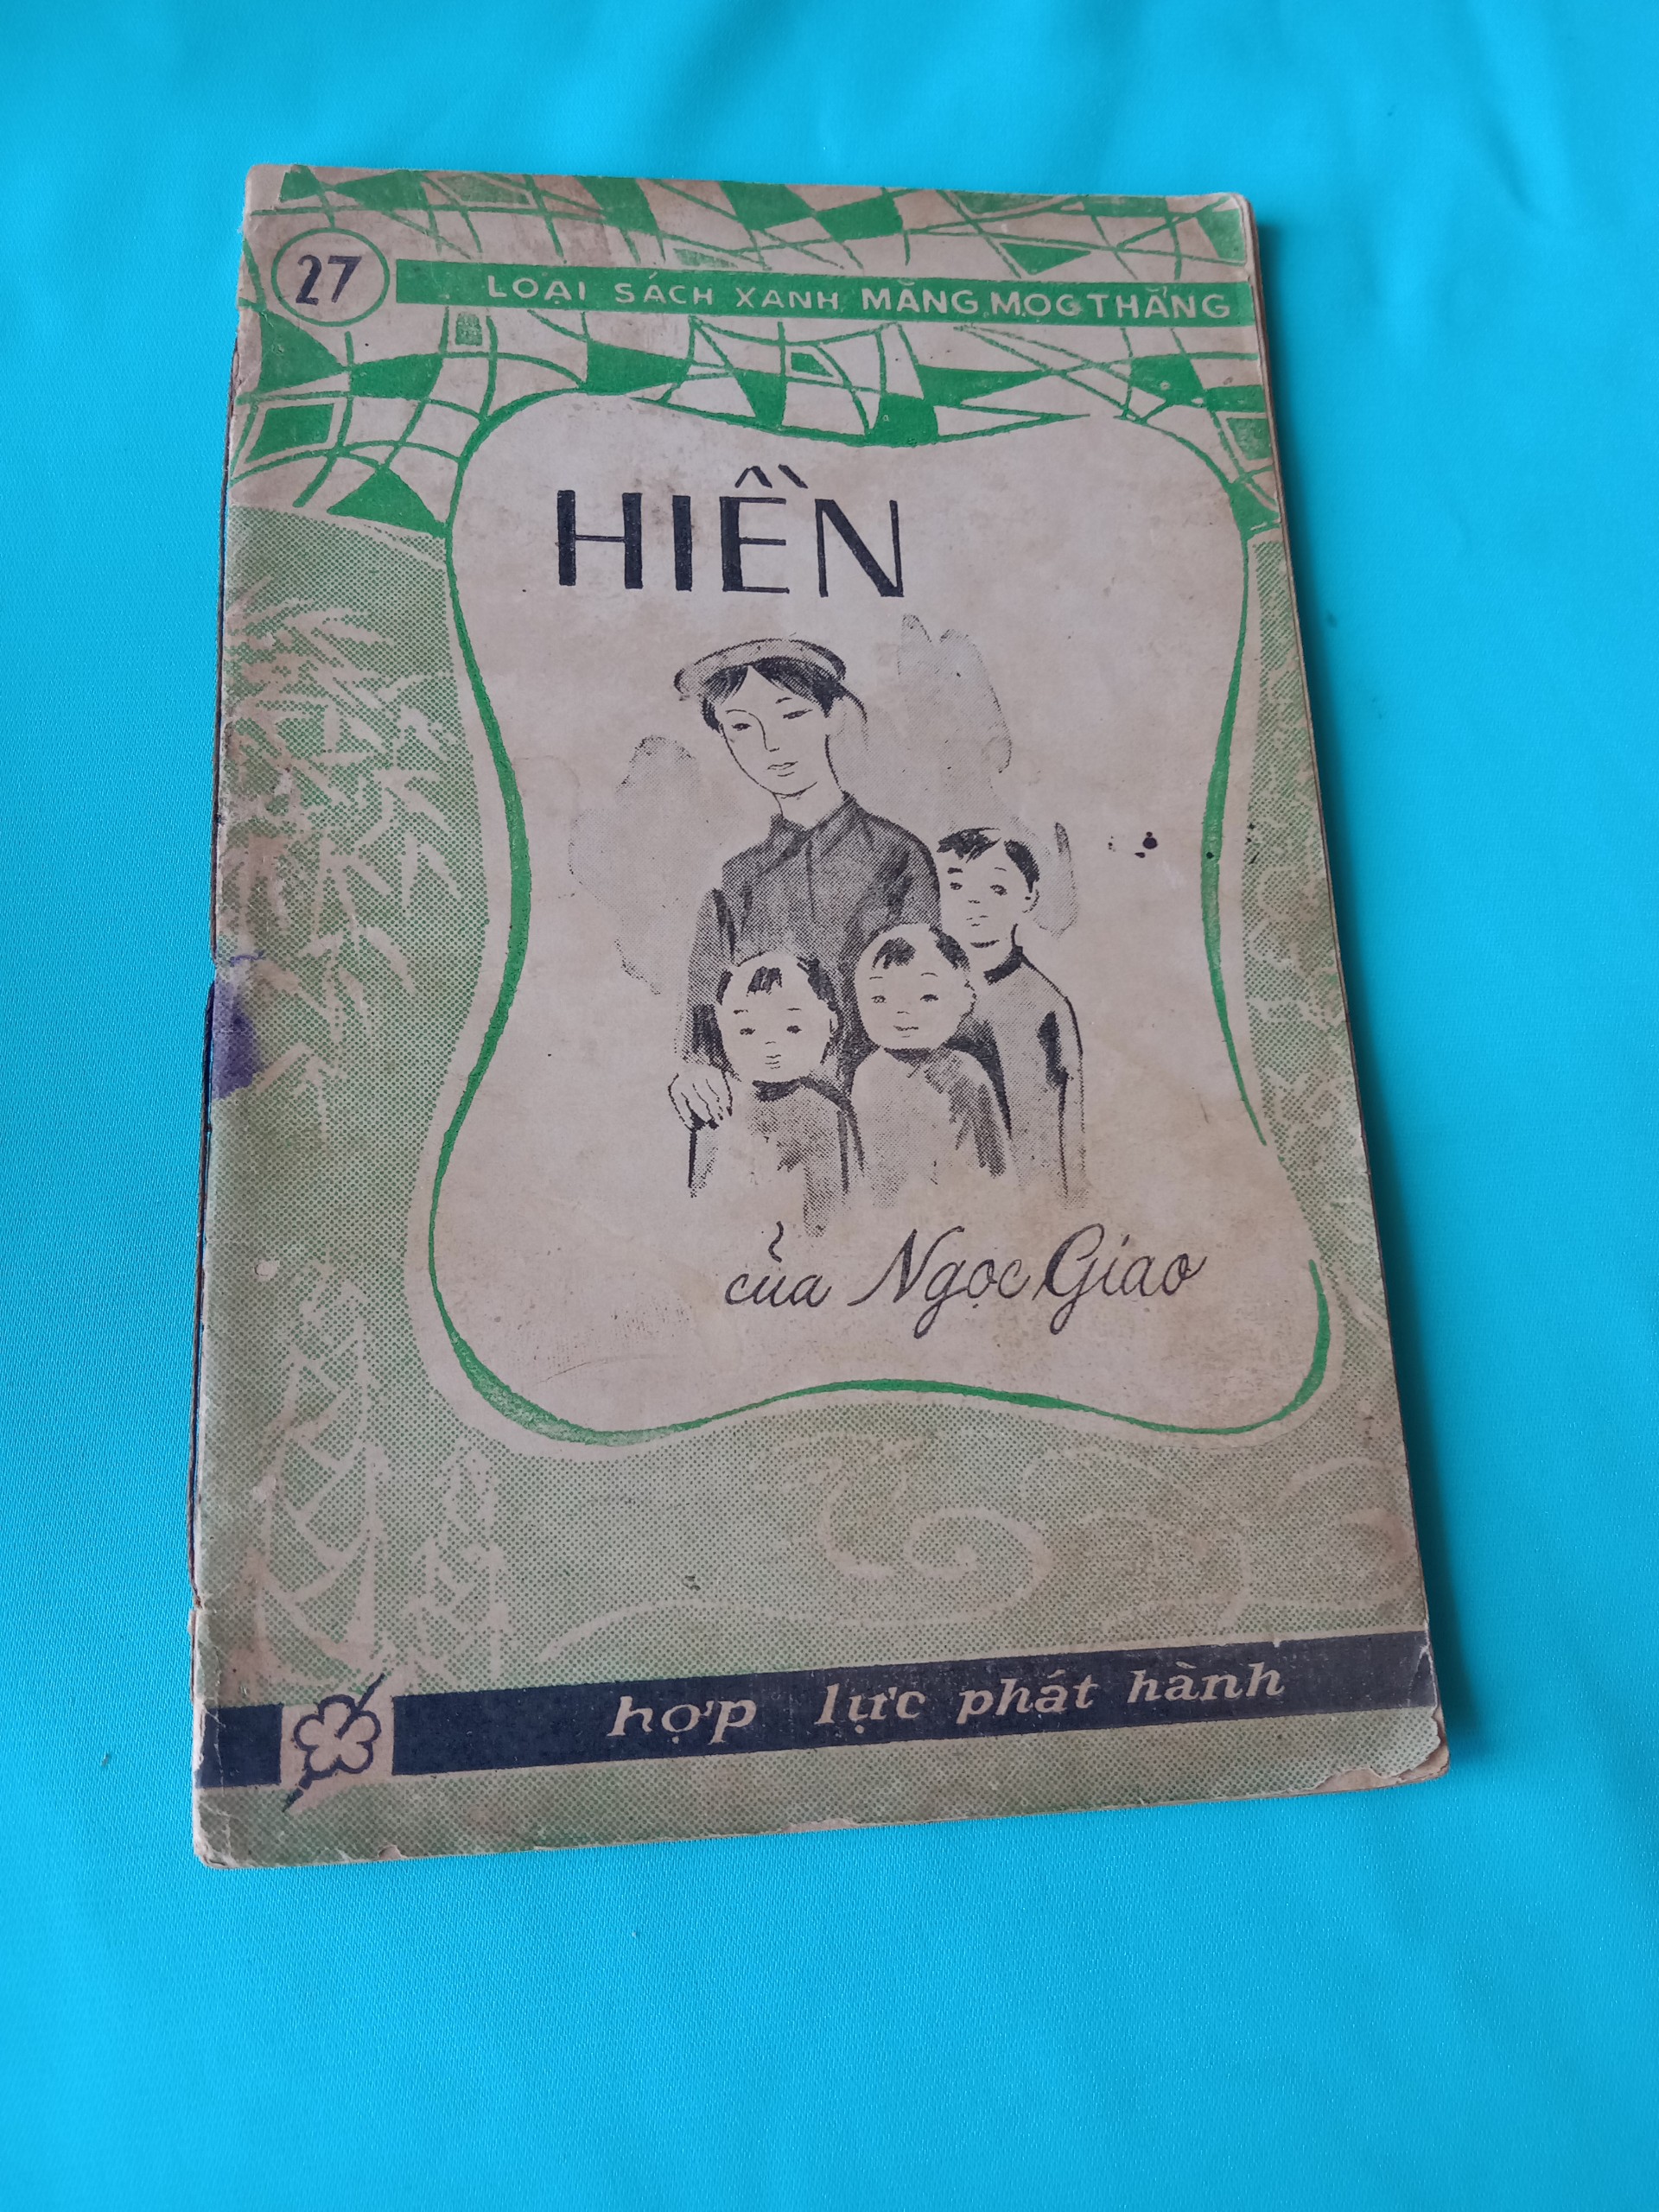 27
LOẠI SÁCH XANH MĂNG MỌC THẲNG
HIỀN
của Ngọc Giao
hợp lực phát hành